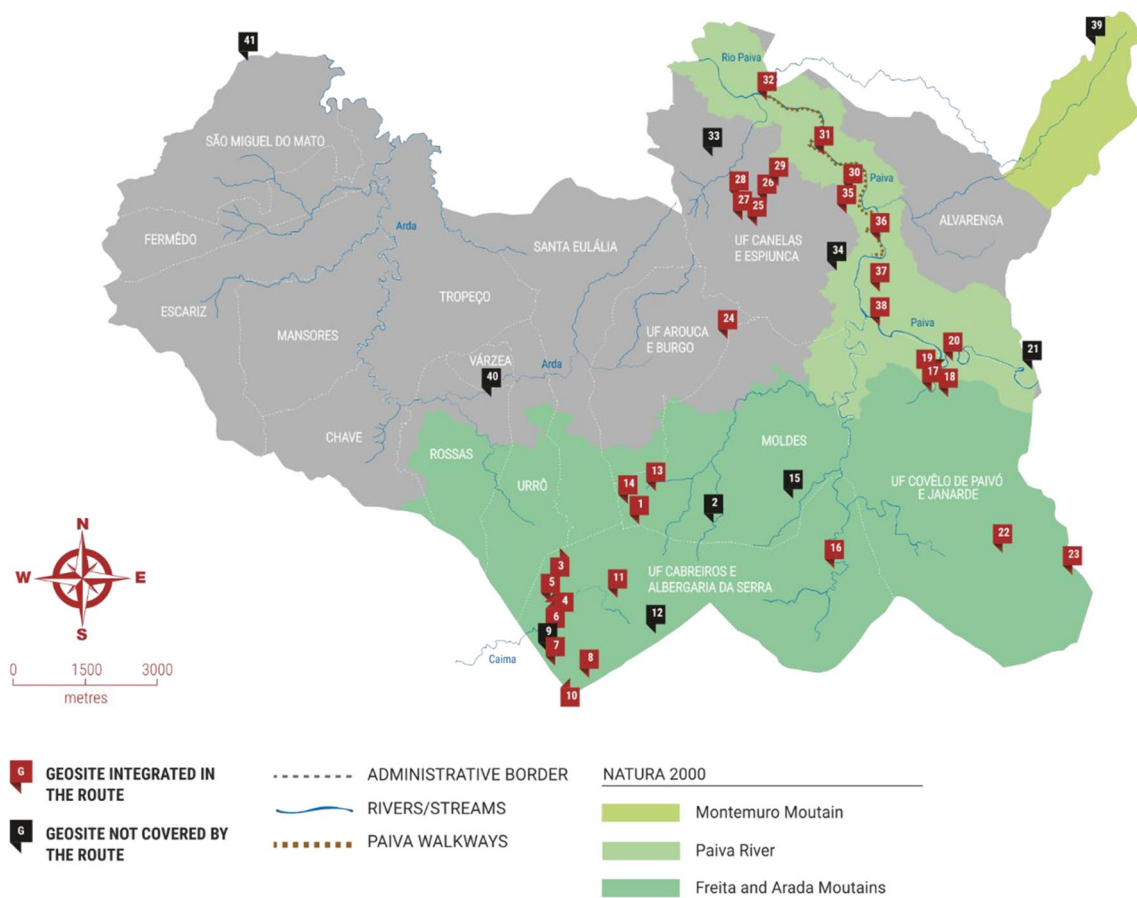 41
39
Rio Paiva
32
33
31
SÃO MIGUEL DO MATO
29
28
26
30
Paiva
27
25
35
36
Arda
FERMÊDO
SANTA EULÁLIA
UF CANELAS
E ESPIUNCA
34
ALVARENGA
37
ESCARIZ
TROPEÇO
38
MANSORES
24
UF AROUCA
E BURGO
Paiva
20
21
VÁRZEA
Arda
19
40
17
18
CHAVE
ROSSAS
MOLDES
URRÔ
13
15
UF COVÊLO DE PAIVÓ
E JANARDE
14
1
2
N
W
E
S
22
16
23
3
5
11
UF CABREIROS E
ALBERGARIA DA SERRA
4
6
12
9
7
8
Caima
10
0 1500 3000
metres
G GEOSITE INTEGRATED IN
THE ROUTE
G GEOSITE NOT COVERED BY
THE ROUTE
ADMINISTRATIVE BORDER
RIVERS/STREAMS
PAIVA WALKWAYS
NATURA 2000
Montemuro Moutain
Paiva River
Freita and Arada Moutains